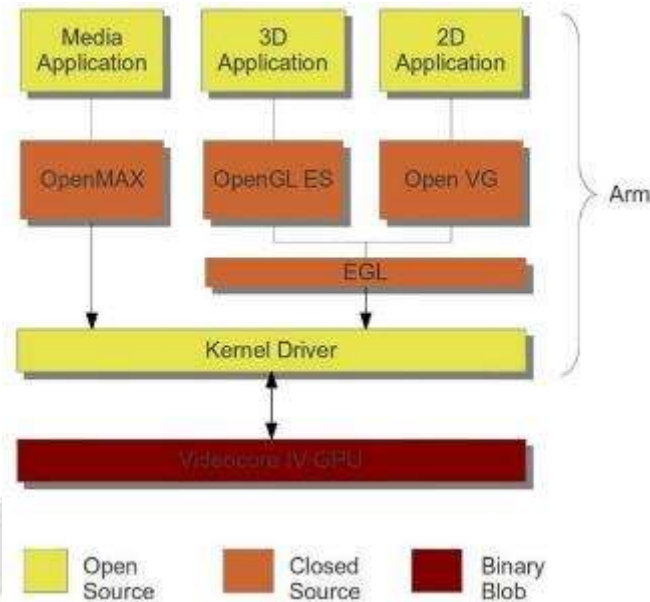 Media
Application
3D
Application
2D
Application
OpenMAX
OpenGL ES
Open VG
Arm
EGL
Kernel Driver
Videocore IV GPU
Open
Source
Closed
Source
Binary
Blob